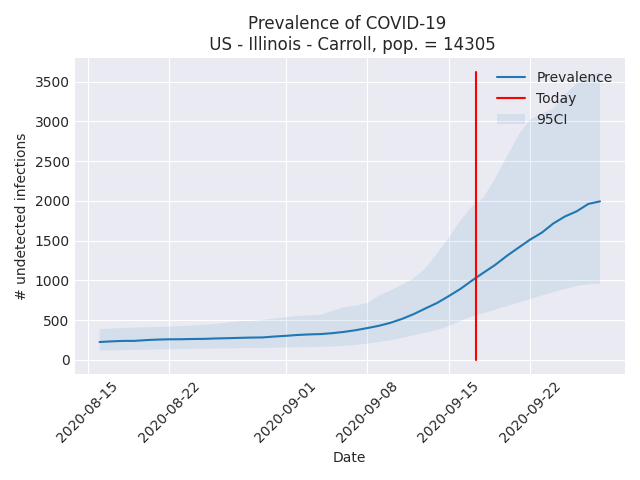 Prevalence of COVID-19
US - Illinois - Carroll, pop. = 14305
Prevalence
Today
95CI
# undetected infections
3500
3000
2500
2000
1500
1000
500
0
2020-08-15
2020-08-22
2020-09-01
2020-09-08
2020-09-15
2020-09-22
Date